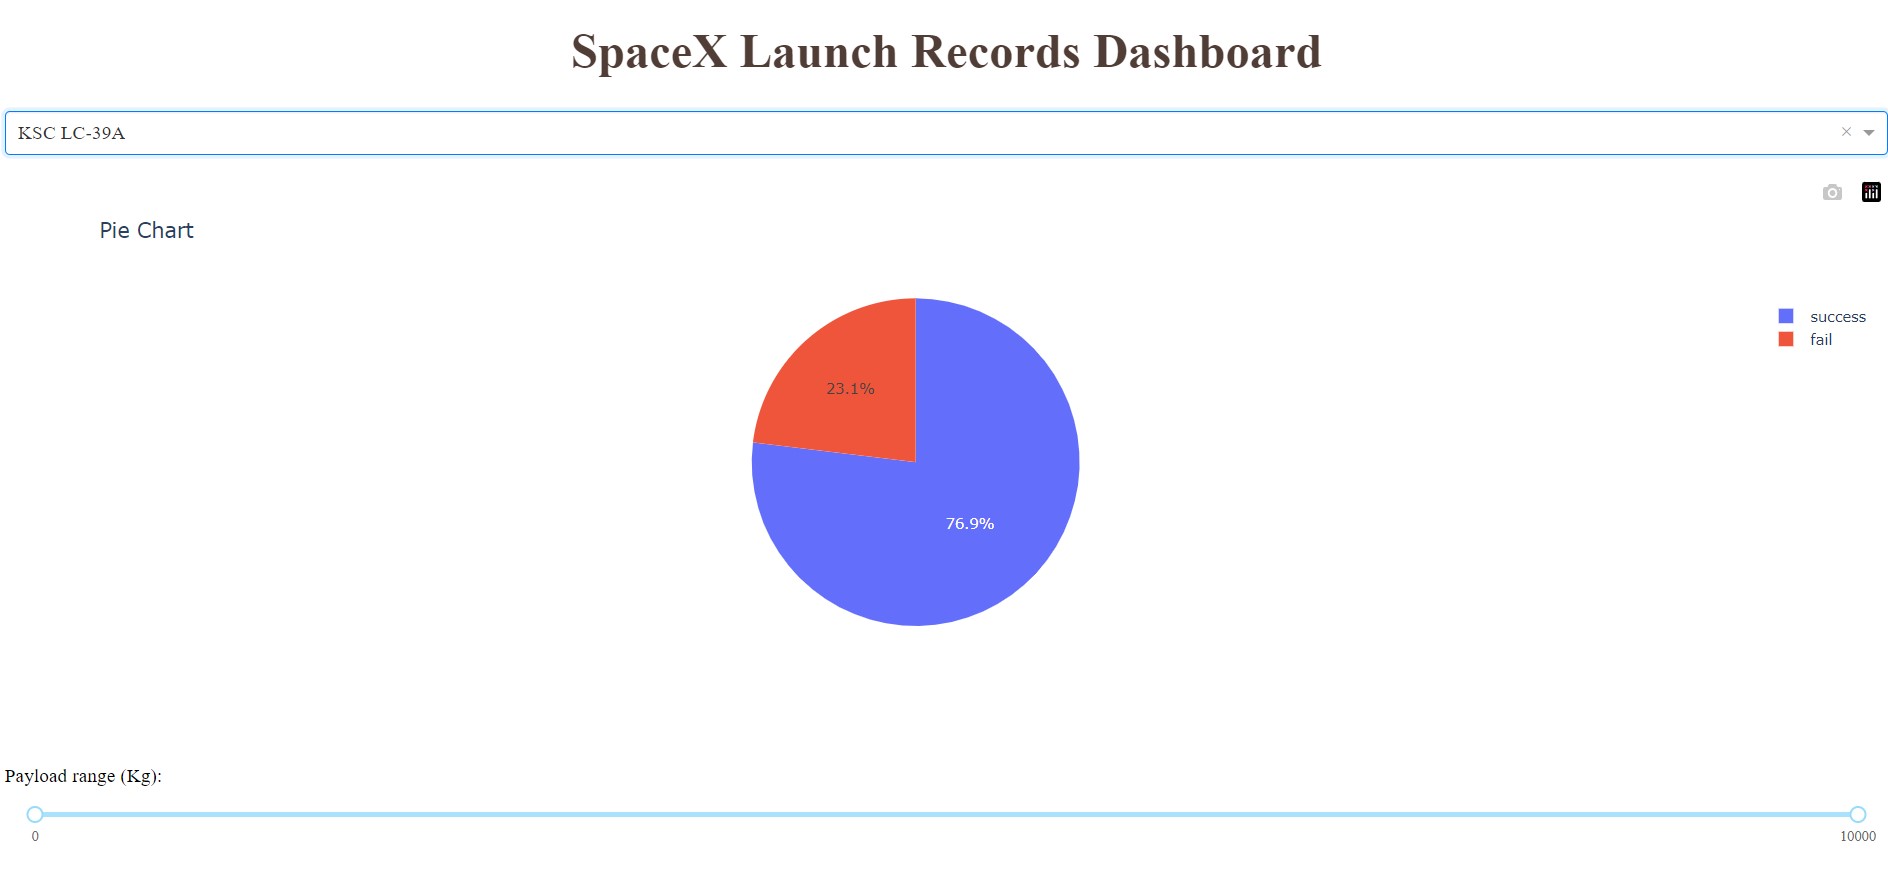 SpaceX Launch Records Dashboard
KSC LC-39A
Pie Chart
success
fail
23.1%
76.9%
Payload range (Kg):
0 10000